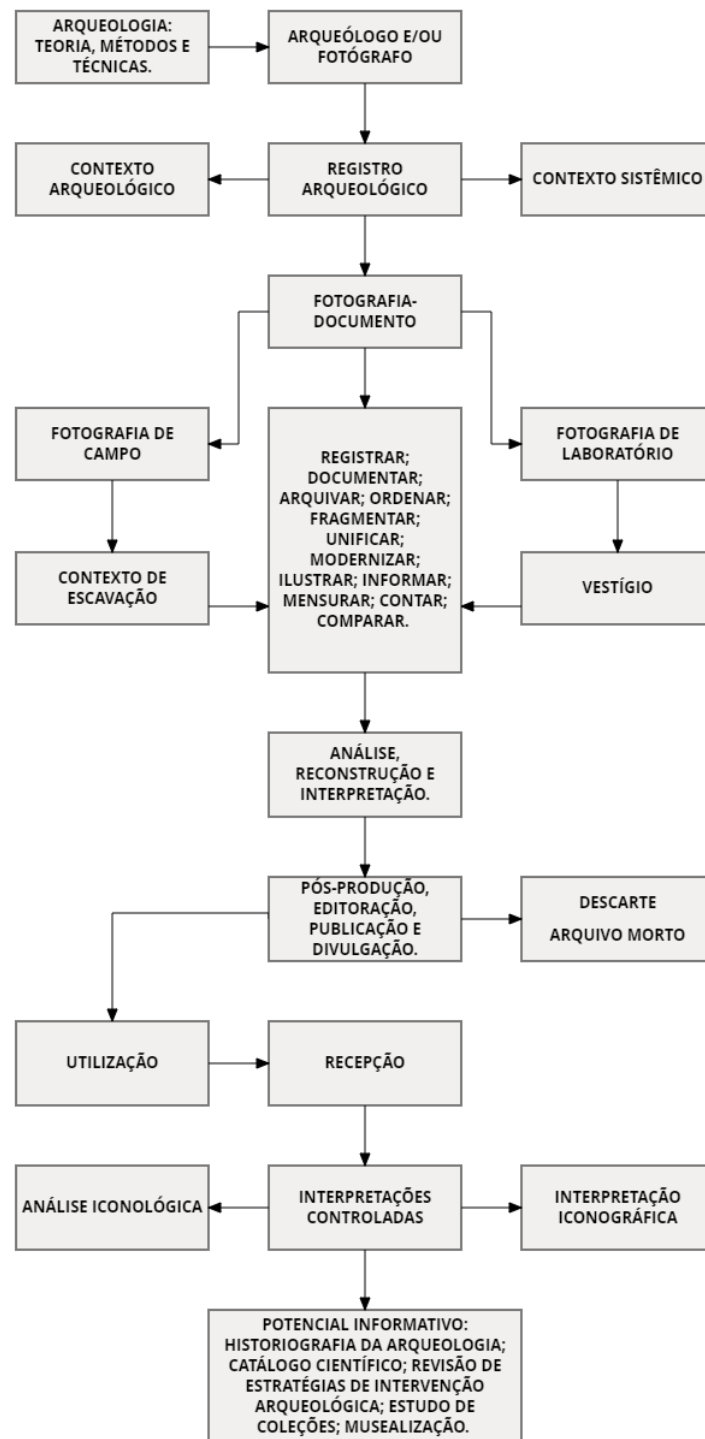 ARQUEOLOGIA:
TEORIA, MÉTODOS E
TÉCNICAS.
ARQUEÓLOGO E/OU
FOTÓGRAFO
CONTEXTO
ARQUEOLÓGICO
REGISTRO
ARQUEOLÓGICO
CONTEXTO SISTÊMICO
FOTOGRAFIA-
DOCUMENTO
FOTOGRAFIA DE
CAMPO
REGISTRAR;
DOCUMENTAR;
ARQUIVAR; ORDENAR;
FRAGMENTAR;
UNIFICAR;
MODERNIZAR;
ILUSTRAR; INFORMAR;
MENSURAR; CONTAR;
COMPARAR.
FOTOGRAFIA DE
LABORATÓRIO
CONTEXTO DE
ESCAVAÇÃO
VESTÍGIO
ANÁLISE,
RECONSTRUÇÃO E
INTERPRETAÇÃO.
PÓS-PRODUÇÃO,
EDITORAÇÃO,
PUBLICAÇÃO E
DIVULGAÇÃO.
DESCARTE
ARQUIVO MORTO
UTILIZAÇÃO
RECEPÇÃO
ANÁLISE ICONOLÓGICA
INTERPRETAÇÕES
CONTROLADAS
INTERPRETAÇÃO
ICONOGRÁFICA
POTENCIAL INFORMATIVO:
HISTORIOGRAFIA DA ARQUEOLOGIA;
CATÁLOGO CIENTÍFICO; REVISÃO DE
ESTRATÉGIAS DE INTERVENÇÃO
ARQUEOLÓGICA; ESTUDO DE
COLEÇÕES; MUSEALIZAÇÃO.